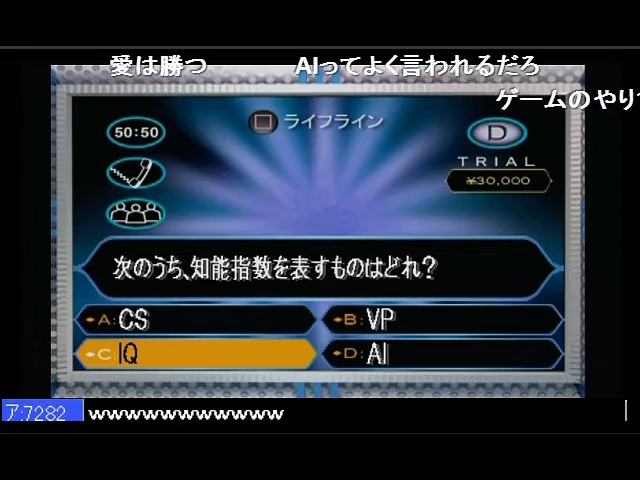 愛は勝つ
AIってよく言われるだろ
ゲームのやり
50:50
□ ライフライン
D
TRIAL
¥30,000
次のうち、知能指数を表すものはどれ?
A: CS
B: VP
C: IQ
D: AI
ア:7282
wwwwwwwwwww